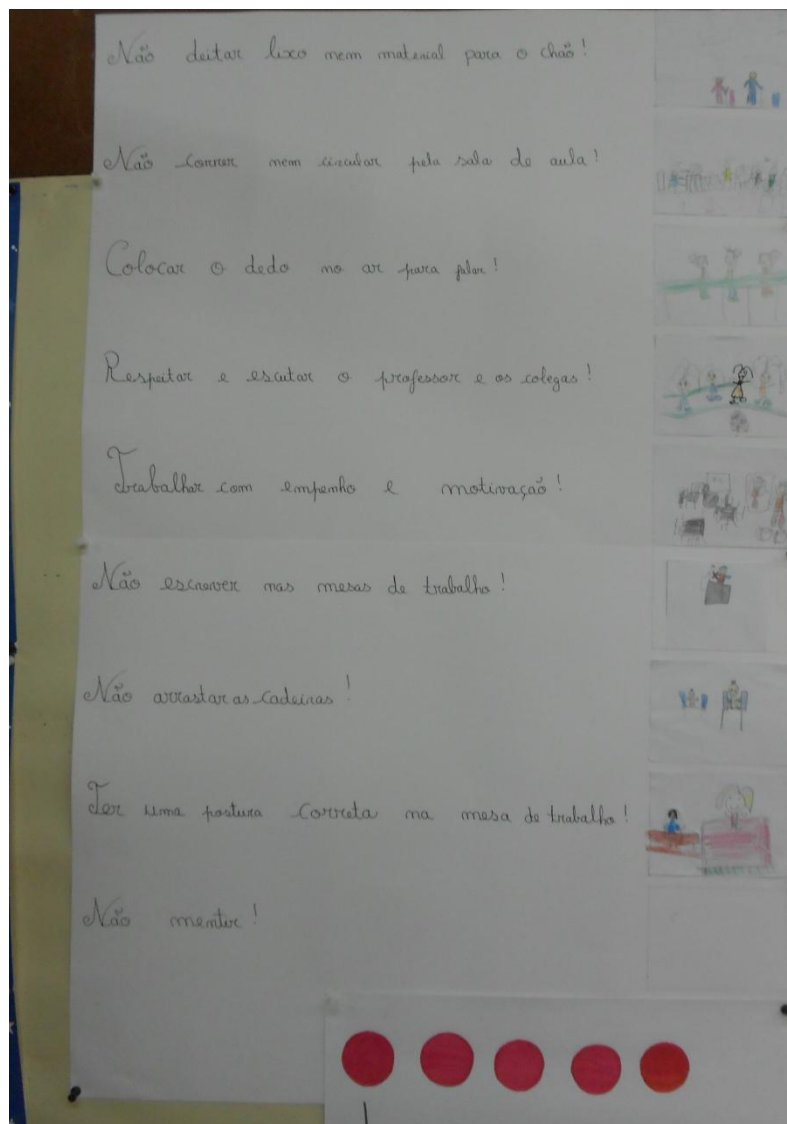 Não deitar lixo nem material para o chão!
Não correr nem circular pela sala de aula!
Colocar o dedo no ar para falar!
Respeitar e escutar o professor e os colegas!
Trabalhar com empenho e motivação!
Não escrever nas mesas de trabalho!
Não arrastar as cadeiras!
Ter uma postura correta na mesa de trabalho!
Não mentir!